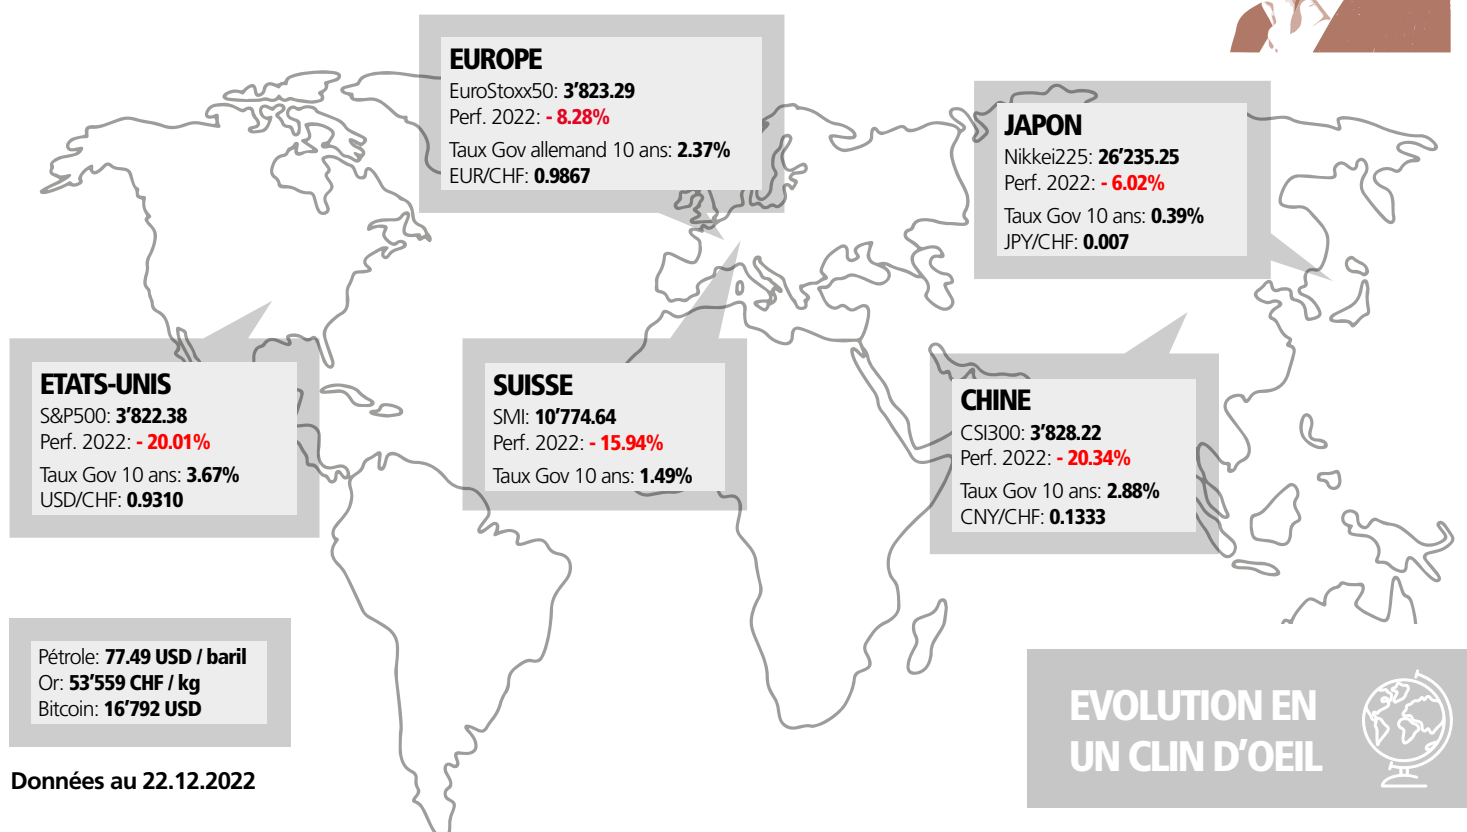 EUROPE
EuroStoxx50: 3’823.29
Perf. 2022: - 8.28%
Taux Gov allemand 10 ans: 2.37%
EUR/CHF: 0.9867
JAPON
Nikkei225: 26’235.25
Perf. 2022: - 6.02%
Taux Gov 10 ans: 0.39%
JPY/CHF: 0.007
ETATS-UNIS
S&P500: 3’822.38
Perf. 2022: - 20.01%
Taux Gov 10 ans: 3.67%
USD/CHF: 0.9310
SUISSE
SMI: 10’774.64
Perf. 2022: - 15.94%
Taux Gov 10 ans: 1.49%
CHINE
CSI300: 3’828.22
Perf. 2022: - 20.34%
Taux Gov 10 ans: 2.88%
CNY/CHF: 0.1333
Pétrole: 77.49 USD / baril
Or: 53’559 CHF / kg
Bitcoin: 16’792 USD
Données au 22.12.2022
EVOLUTION EN
UN CLIN D’OEIL